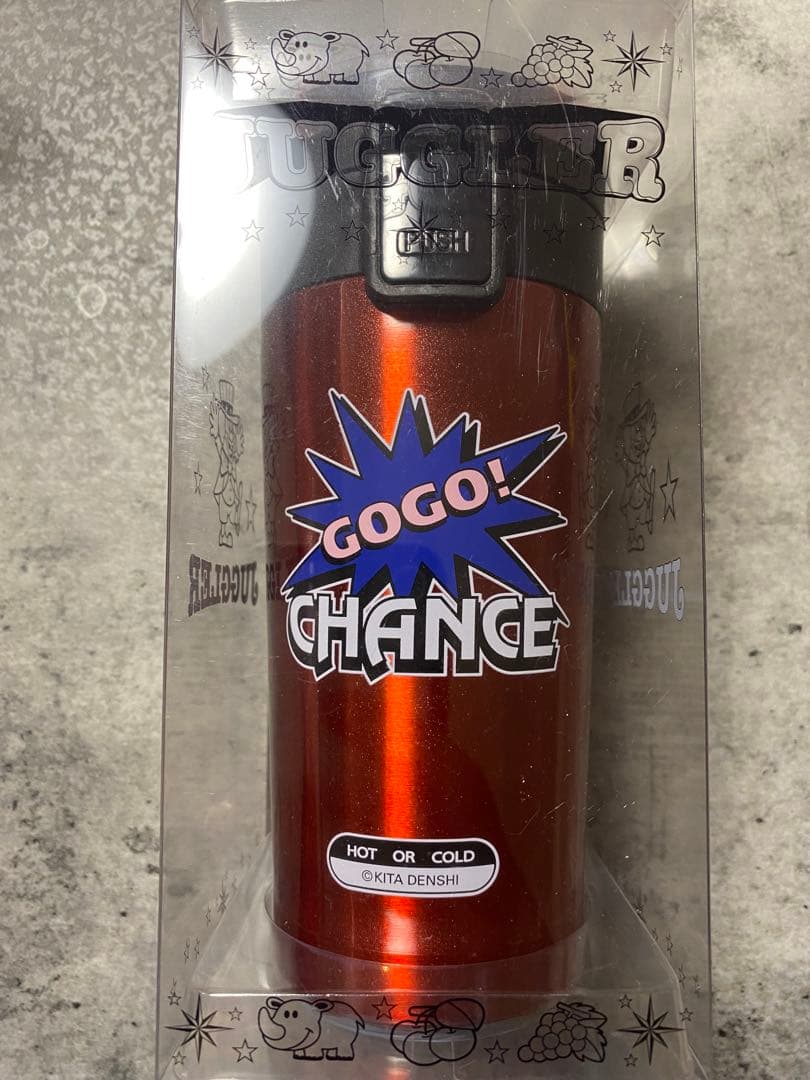 JUGGLER
PUSH
GOGO!
CHANCE
JUGGLER
JUGGLER
HOT OR COLD
©KITA DENSHI